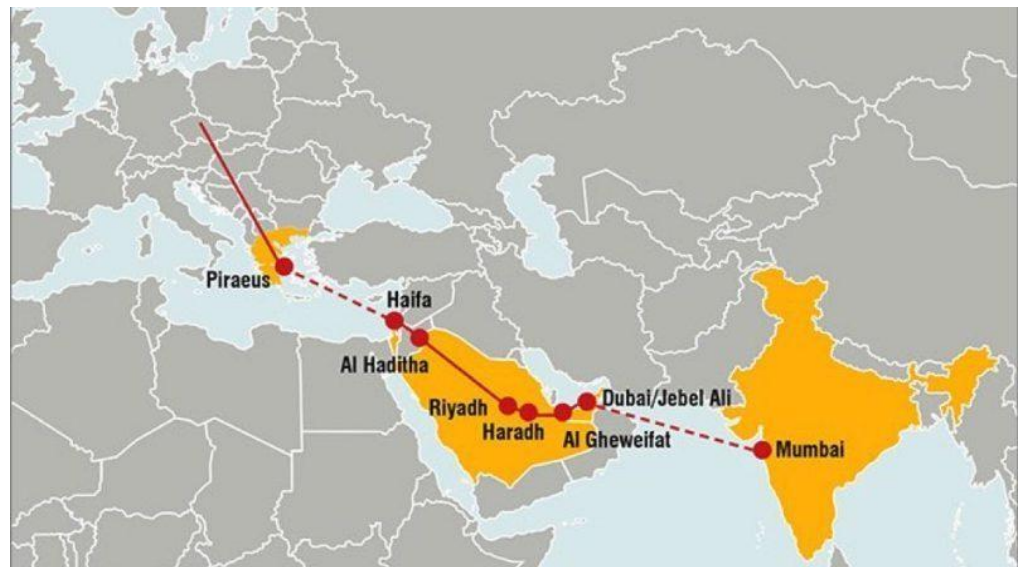 Piraeus
Haifa
Al Haditha
Riyadh
Haradh
Al Gheweifat
Dubai/Jebel Ali
Mumbai